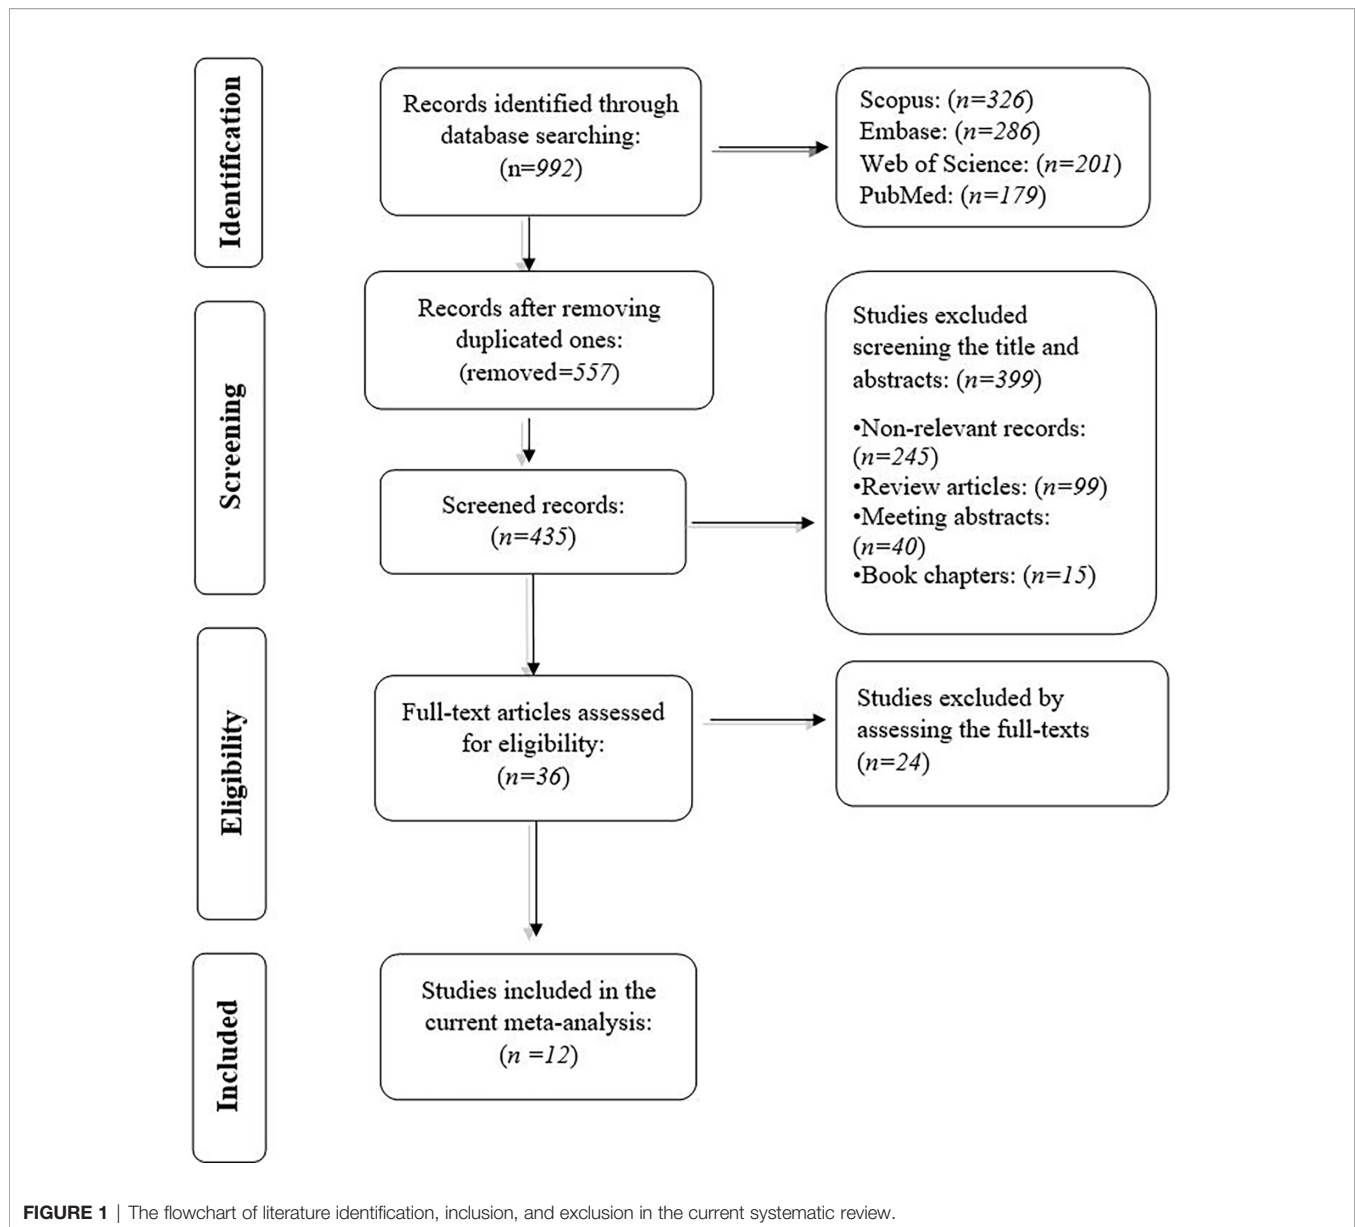 Identification
Records identified through
database searching:
(n=992)
Scopus: (n=326)
Embase: (n=286)
Web of Science: (n=201)
PubMed: (n=179)
Screening
Records after removing
duplicated ones:
(removed=557)
Screened records:
(n=435)
Studies excluded
screening the title and
abstracts: (n=399)
•Non-relevant records:
(n=245)
•Review articles: (n=99)
•Meeting abstracts:
(n=40)
•Book chapters: (n=15)
Eligibility
Full-text articles assessed
for eligibility:
(n=36)
Studies excluded by
assessing the full-texts
(n=24)
Included
Studies included in the
current meta-analysis:
(n =12)
FIGURE 1 | The flowchart of literature identification, inclusion, and exclusion in the current systematic review.